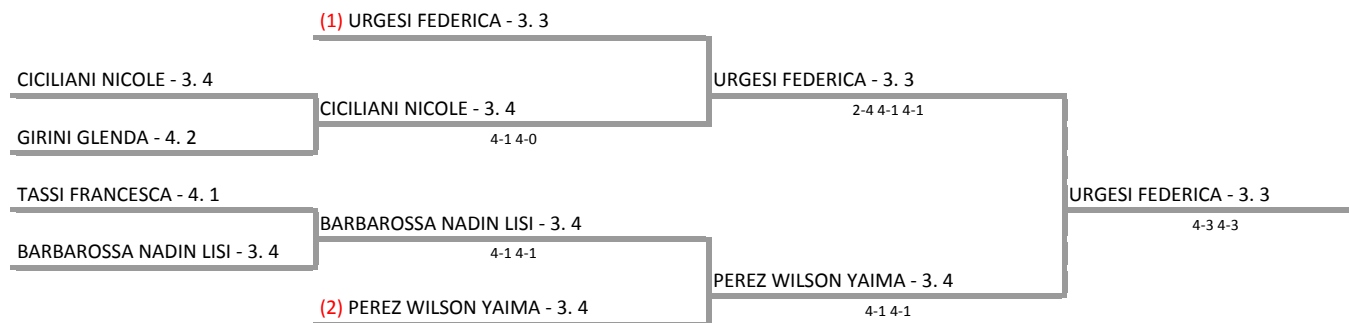 (1) URGESI FEDERICA - 3. 3
CICILIANI NICOLE - 3. 4
URGESI FEDERICA - 3. 3
CICILIANI NICOLE - 3. 4
2-4 4-1 4-1
GIRINI GLENDA - 4. 2
4-1 4-0
TASSI FRANCESCA - 4. 1
URGESI FEDERICA - 3. 3
BARBAROSSA NADIN LISI - 3. 4
4-3 4-3
BARBAROSSA NADIN LISI - 3. 4
4-1 4-1
PEREZ WILSON YAIMA - 3. 4
(2) PEREZ WILSON YAIMA - 3. 4
4-1 4-1